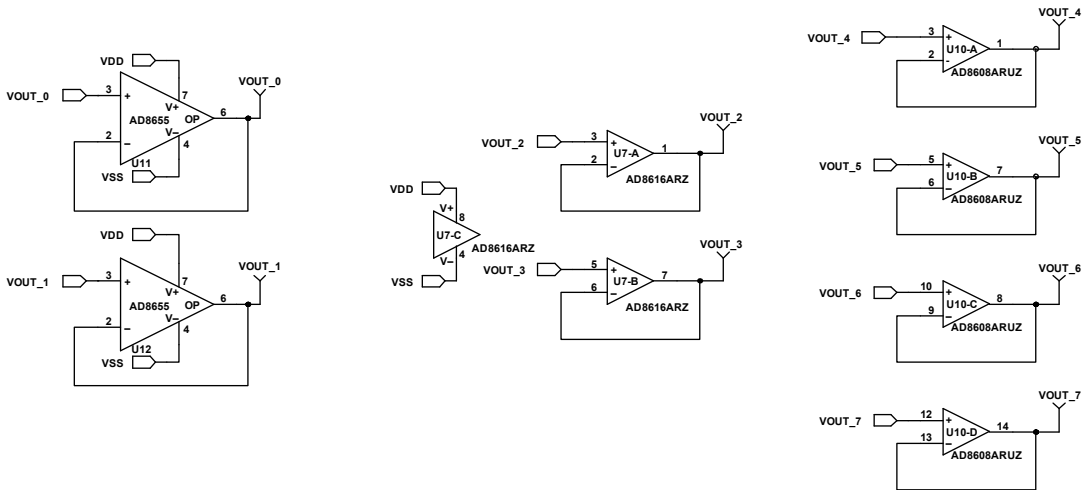 VDD
VOUT_0
VOUT_0
3
+
7
V+
6
AD8655
OP
2
−
V−
4
U11
VSS
VDD
VOUT_1
VOUT_1
3
+
7
V+
6
AD8655
OP
2
−
V−
4
U12
VSS
VDD
V+
8
U7-C
AD8616ARZ
V−
4
VSS
VOUT_2
VOUT_2
3
+
U7-A
1
2
−
AD8616ARZ
VOUT_3
VOUT_3
5
+
U7-B
7
6
−
AD8616ARZ
VOUT_4
VOUT_4
3
+
U10-A
1
2
-
AD8608ARUZ
VOUT_5
VOUT_5
5
+
U10-B
7
6
−
AD8608ARUZ
VOUT_6
VOUT_6
10
+
U10-C
8
9
−
AD8608ARUZ
VOUT_7
VOUT_7
12
+
U10-D
14
13
−
AD8608ARUZ